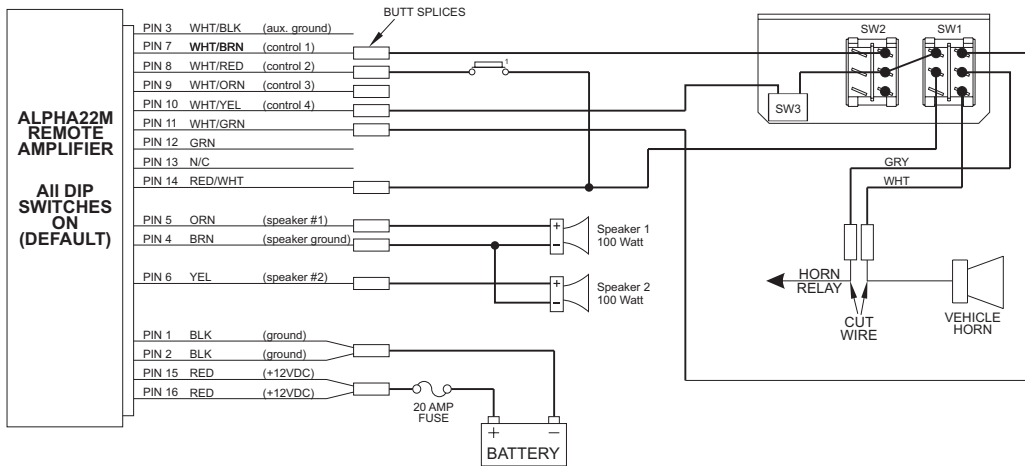 BUTT SPLICES
PIN 3 WHT/BLK (aux. ground)
PIN 7 WHT/BRN (control 1)
PIN 8 WHT/RED (control 2)
PIN 9 WHT/ORN (control 3)
PIN 10 WHT/YEL (control 4)
PIN 11 WHT/GRN
PIN 12 GRN
PIN 13 N/C
PIN 14 RED/WHT
PIN 5 ORN (speaker #1)
PIN 4 BRN (speaker ground)
PIN 6 YEL (speaker #2)
PIN 1 BLK (ground)
PIN 2 BLK (ground)
PIN 15 RED (+12VDC)
PIN 16 RED (+12VDC)
ALPHA22M
REMOTE
AMPLIFIER
All DIP
SWITCHES
ON
(DEFAULT)
1
SW2 SW1
SW3
GRY
WHT
+
–
Speaker 1
100 Watt
+
–
Speaker 2
100 Watt
HORN
RELAY
CUT
WIRE
VEHICLE
HORN
20 AMP
FUSE
+ –
BATTERY